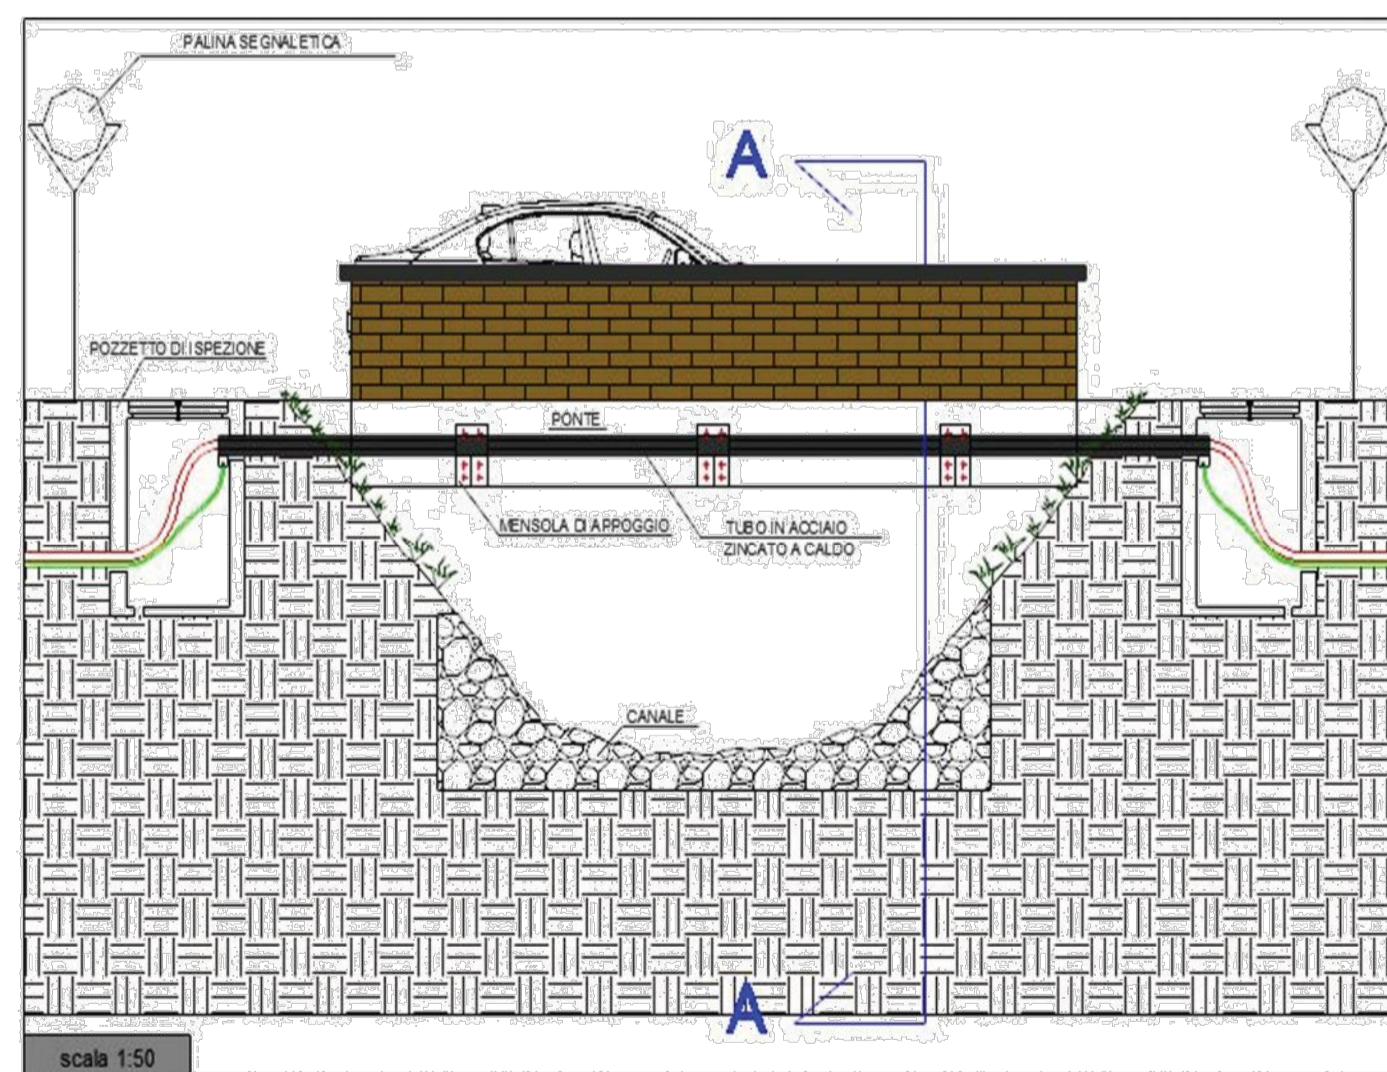 PALINA SEGNALETICA
A
POZZETTO DI ISPEZIONE
PONTE
MENSOLA DI APPOGGIO
TUBO IN ACCIAIO
ZINCATO A CALDO
CANALE
A
scala 1:50